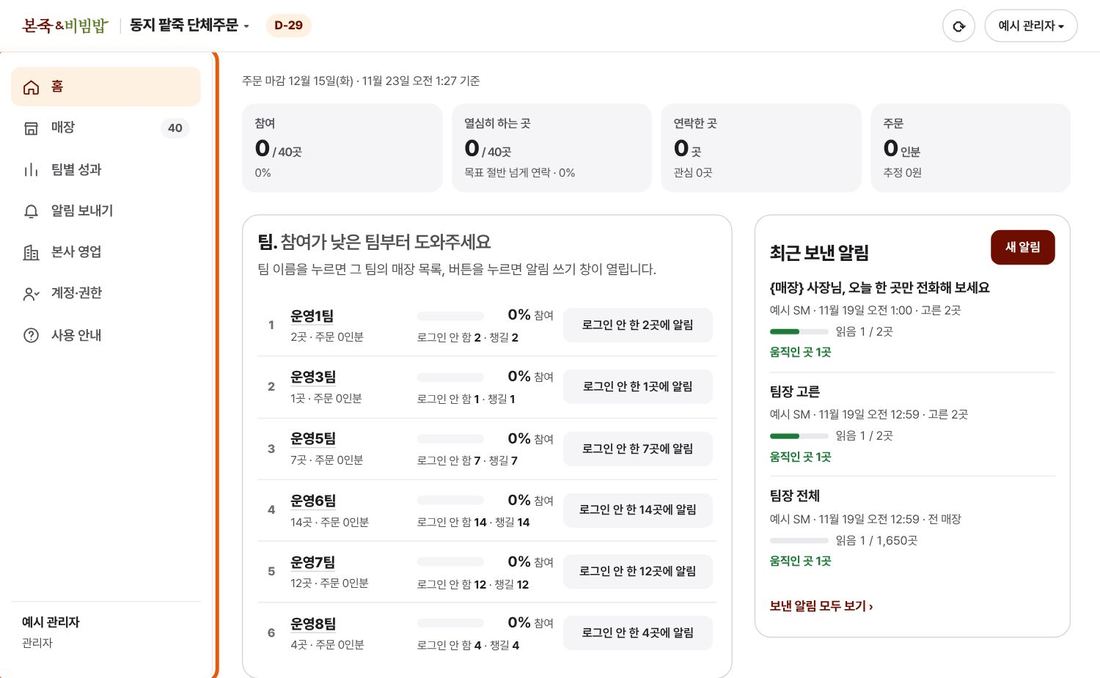 본죽&비빔밥 동지 팥죽 단체주문 D-29
예시 관리자
홈
매장 40
팀별 성과
알림 보내기
본사 영업
계정·권한
사용 안내
예시 관리자
관리자
주문 마감 12월 15일(화) · 11월 23일 오전 1:27 기준
참여
0 / 40곳
0%
열심히 하는 곳
0 / 40곳
목표 절반 넘게 연락 · 0%
연락한 곳
0 곳
관심 0곳
주문
0 인분
추정 0원
팀. 참여가 낮은 팀부터 도와주세요
팀 이름을 누르면 그 팀의 매장 목록, 버튼을 누르면 알림 쓰기 창이 열립니다.
1 운영1팀 0% 참여 로그인 안 한 2곳에 알림
2곳 · 주문 0인분 로그인 안 함 2 · 챙길 2
2 운영3팀 0% 참여 로그인 안 한 1곳에 알림
1곳 · 주문 0인분 로그인 안 함 1 · 챙길 1
3 운영5팀 0% 참여 로그인 안 한 7곳에 알림
7곳 · 주문 0인분 로그인 안 함 7 · 챙길 7
4 운영6팀 0% 참여 로그인 안 한 14곳에 알림
14곳 · 주문 0인분 로그인 안 함 14 · 챙길 14
5 운영7팀 0% 참여 로그인 안 한 12곳에 알림
12곳 · 주문 0인분 로그인 안 함 12 · 챙길 12
6 운영8팀 0% 참여 로그인 안 한 4곳에 알림
4곳 · 주문 0인분 로그인 안 함 4 · 챙길 4
최근 보낸 알림 새 알림
{매장} 사장님, 오늘 한 곳만 전화해 보세요
예시 SM · 11월 19일 오전 1:00 · 고른 2곳
읽음 1 / 2곳
움직인 곳 1곳
팀장 고른
예시 SM · 11월 19일 오전 12:59 · 고른 2곳
읽음 1 / 2곳
움직인 곳 1곳
팀장 전체
예시 SM · 11월 19일 오전 12:59 · 전 매장
읽음 1 / 1,650곳
움직인 곳 1곳
보낸 알림 모두 보기 ›